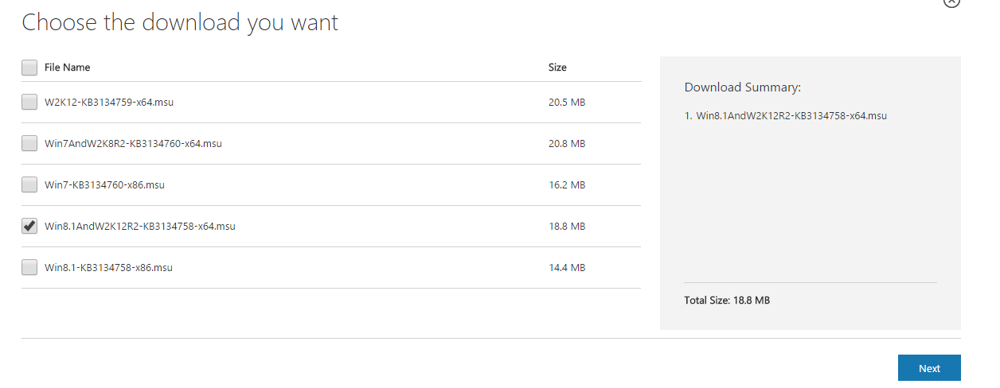 Choose the download you want
File Name Size
W2K12-KB3134759-x64.msu 20.5 MB
Win7AndW2K8R2-KB3134760-x64.msu 20.8 MB
Win7-KB3134760-x86.msu 16.2 MB
Win8.1AndW2K12R2-KB3134758-x64.msu 18.8 MB
Win8.1-KB3134758-x86.msu 14.4 MB
Download Summary:
1. Win8.1AndW2K12R2-KB3134758-x64.msu
Total Size: 18.8 MB
Next